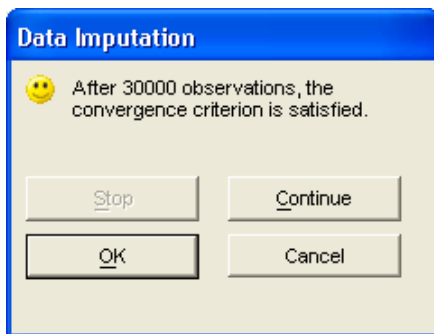 Data Imputation
After 30000 observations, the
convergence criterion is satisfied.
Stop
Continue
OK
Cancel